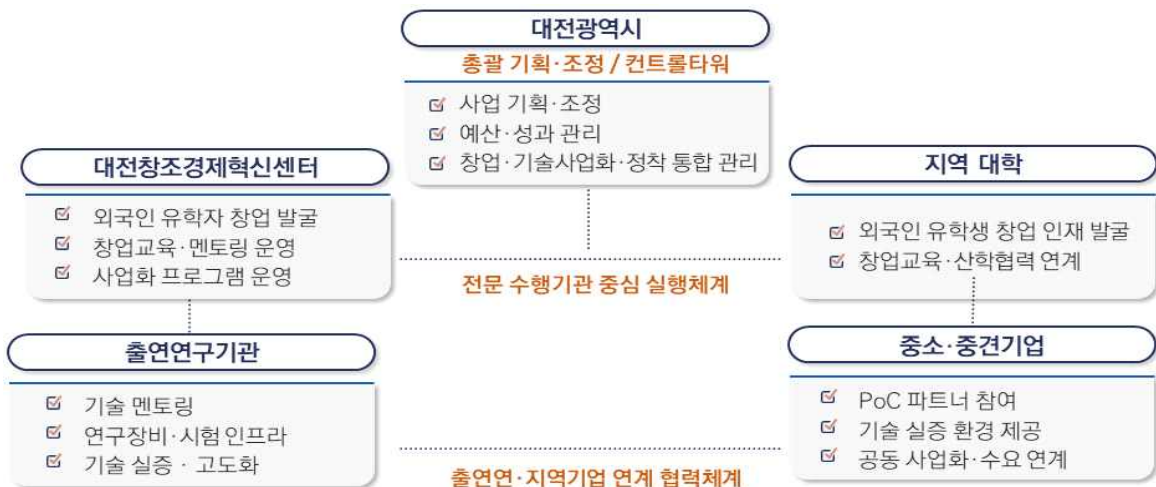 대전광역시
총괄 기획·조정 / 컨트롤타워
사업 기획·조정
예산·성과 관리
창업·기술사업화·정착 통합 관리
대전창조경제혁신센터
외국인 유학자 창업 발굴
창업교육·멘토링 운영
사업화 프로그램 운영
지역 대학
외국인 유학생 창업 인재 발굴
창업교육·산학협력 연계
전문 수행기관 중심 실행체계
출연연구기관
기술 멘토링
연구장비·시험 인프라
기술 실증 · 고도화
중소·중견기업
PoC 파트너 참여
기술 실증 환경 제공
공동 사업화·수요 연계
출연연·지역기업 연계 협력체계